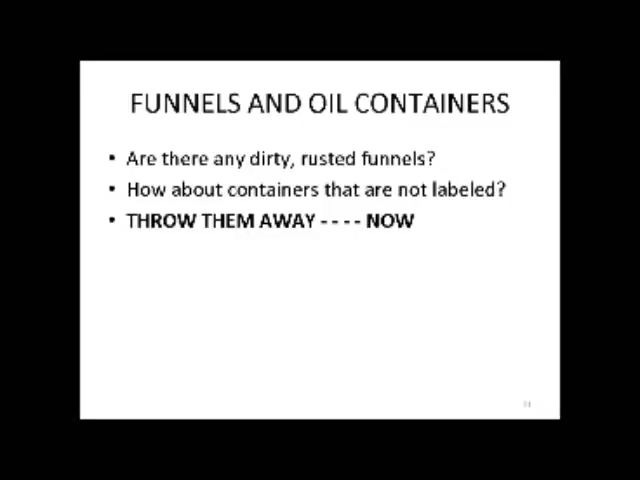 FUNNELS AND OIL CONTAINERS
• Are there any dirty, rusted funnels?
• How about containers that are not labeled?
• THROW THEM AWAY - - - - NOW